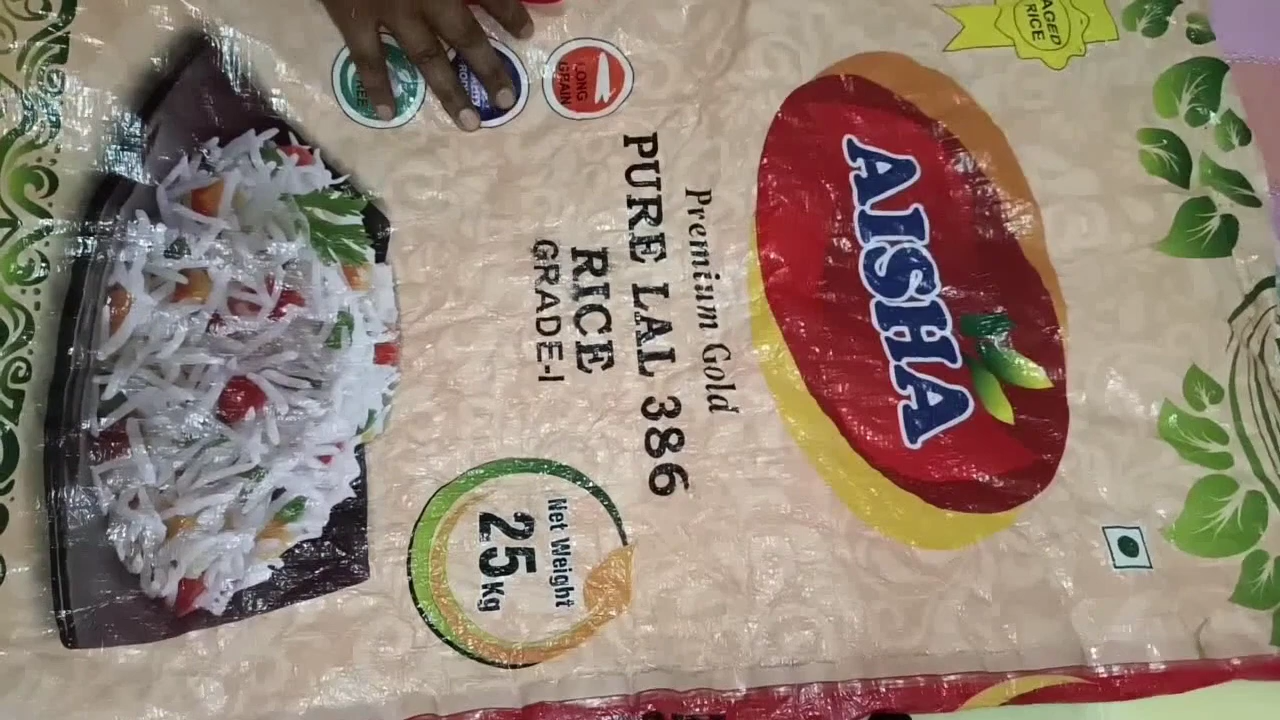 AGED
RICE
AISHA
Premium Gold
PURE LAL 386
RICE
GRADE-I
LONG
GRAIN
Net Weight
25Kg